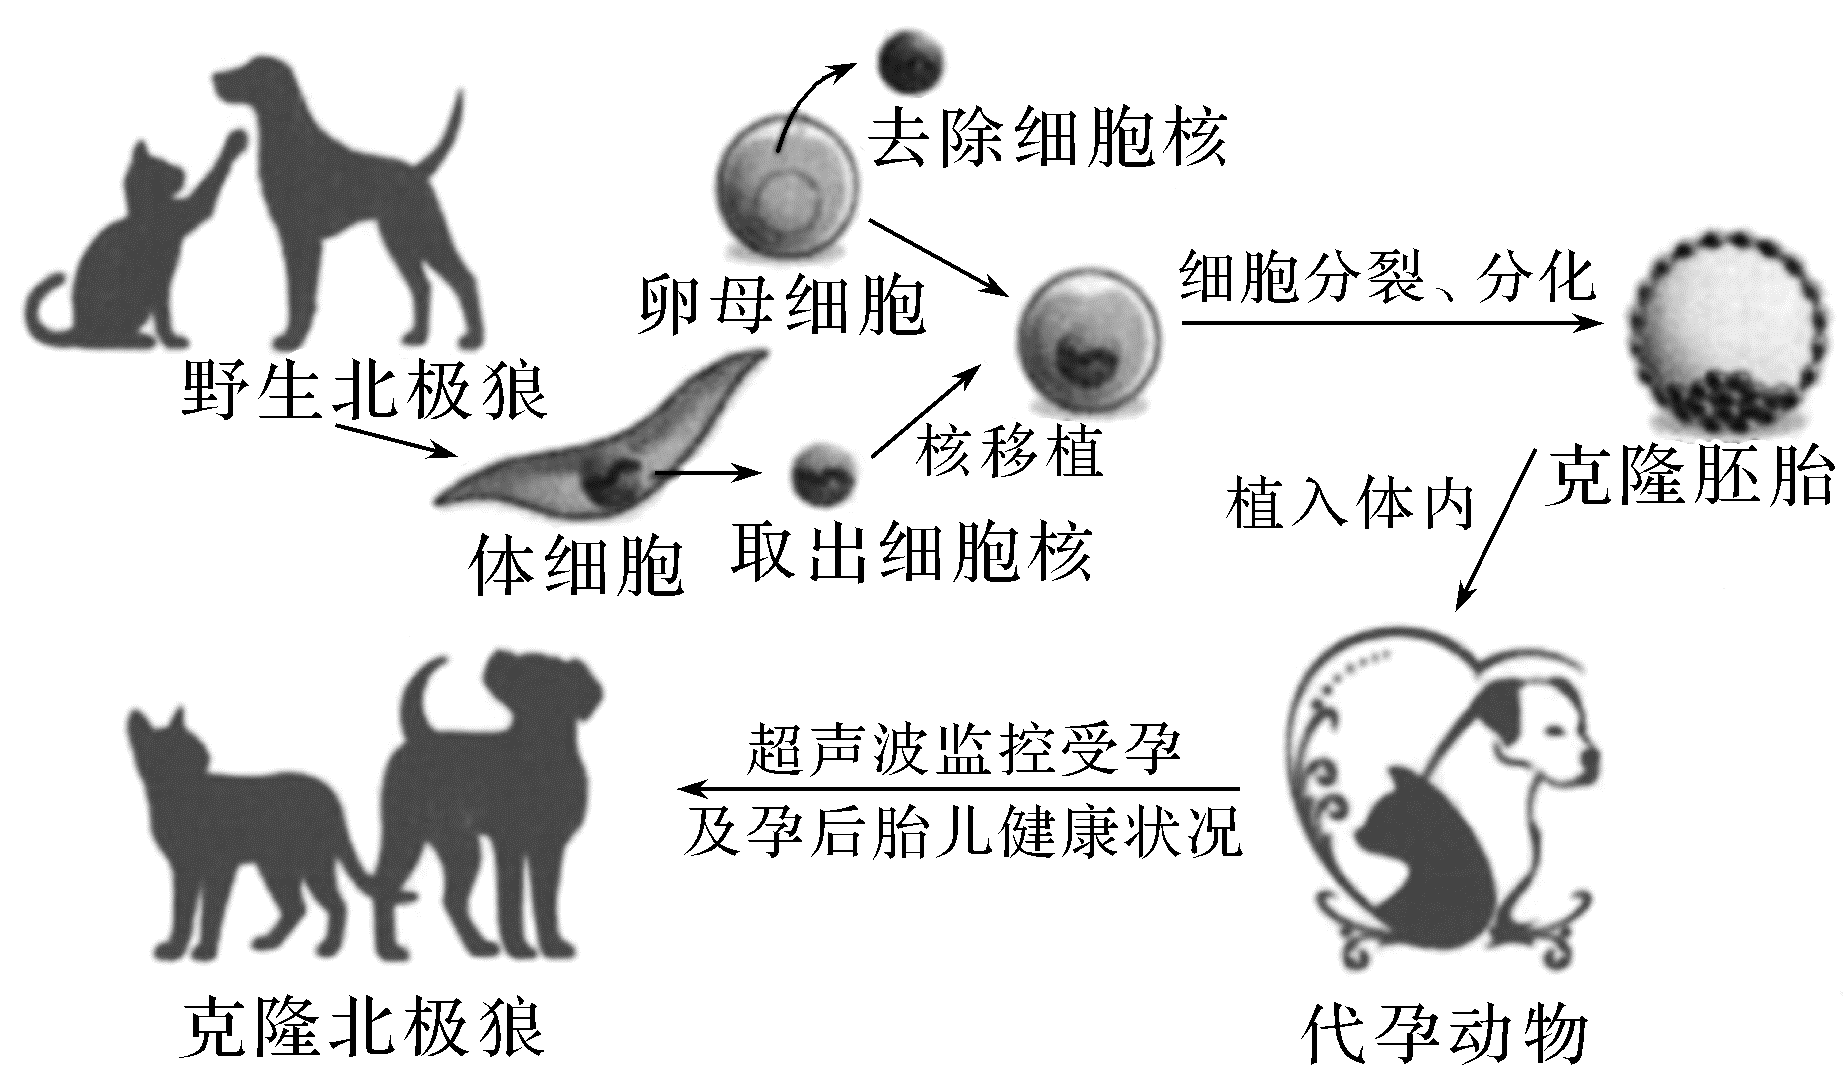 去除细胞核
卵母细胞
野生北极狼
体细胞
取出细胞核
核移植
细胞分裂、分化
克隆胚胎
植入体内
代孕动物
超声波监控受孕
及孕后胎儿健康状况
克隆北极狼